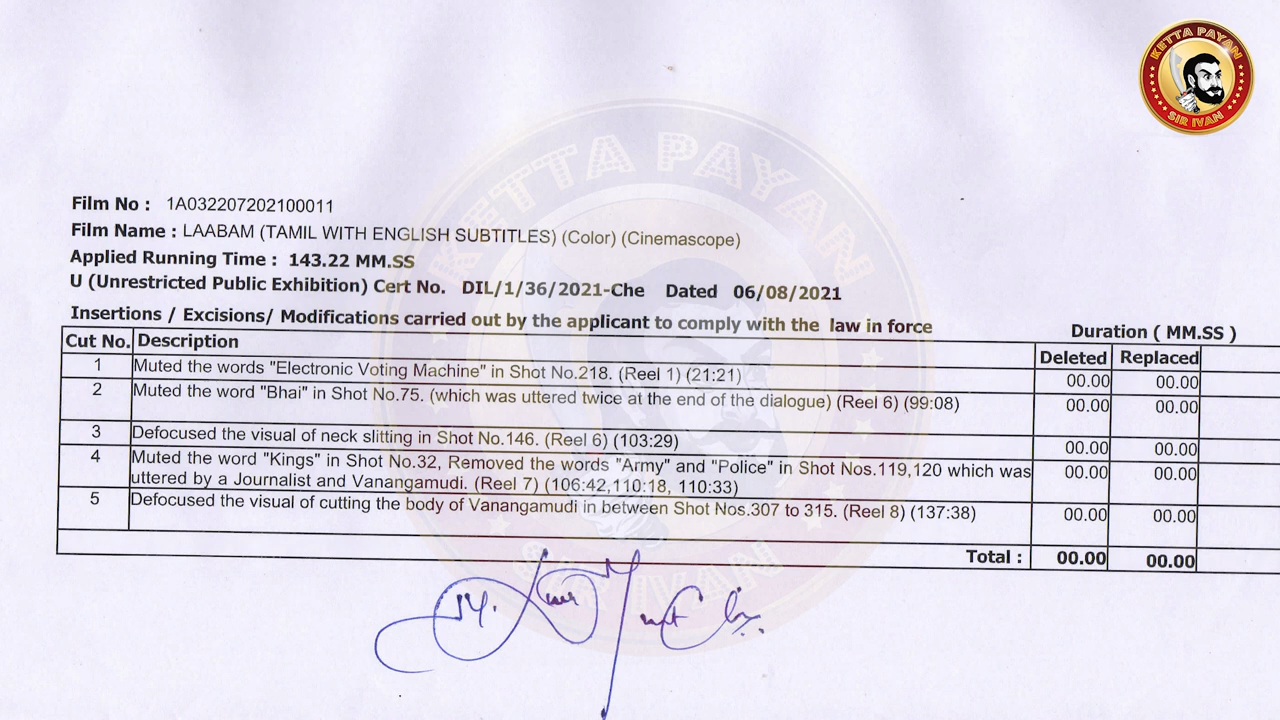 KETTA PAYAN
SIR IVAN
KETTA PAYAN
Film No : 1A032207202100011
Film Name : LAABAM (TAMIL WITH ENGLISH SUBTITLES) (Color) (Cinemascope)
Applied Running Time : 143.22 MM.SS
U (Unrestricted Public Exhibition) Cert No. DIL/1/36/2021-Che Dated 06/08/2021
Insertions / Excisions/ Modifications carried out by the applicant to comply with the law in force Duration ( MM.SS )
Cut No. Description Deleted Replaced
1 Muted the words "Electronic Voting Machine" in Shot No.218. (Reel 1) (21:21) 00.00 00.00
2 Muted the word "Bhai" in Shot No.75. (which was uttered twice at the end of the dialogue) (Reel 6) (99:08) 00.00 00.00
3 Defocused the visual of neck slitting in Shot No.146. (Reel 6) (103:29) 00.00 00.00
4 Muted the word "Kings" in Shot No.32, Removed the words "Army" and "Police" in Shot Nos.119,120 which was 00.00 00.00
uttered by a Journalist and Vanangamudi. (Reel 7) (106:42,110:18, 110:33)
5 Defocused the visual of cutting the body of Vanangamudi in between Shot Nos.307 to 315. (Reel 8) (137:38) 00.00 00.00
Total : 00.00 00.00
SIR IVAN